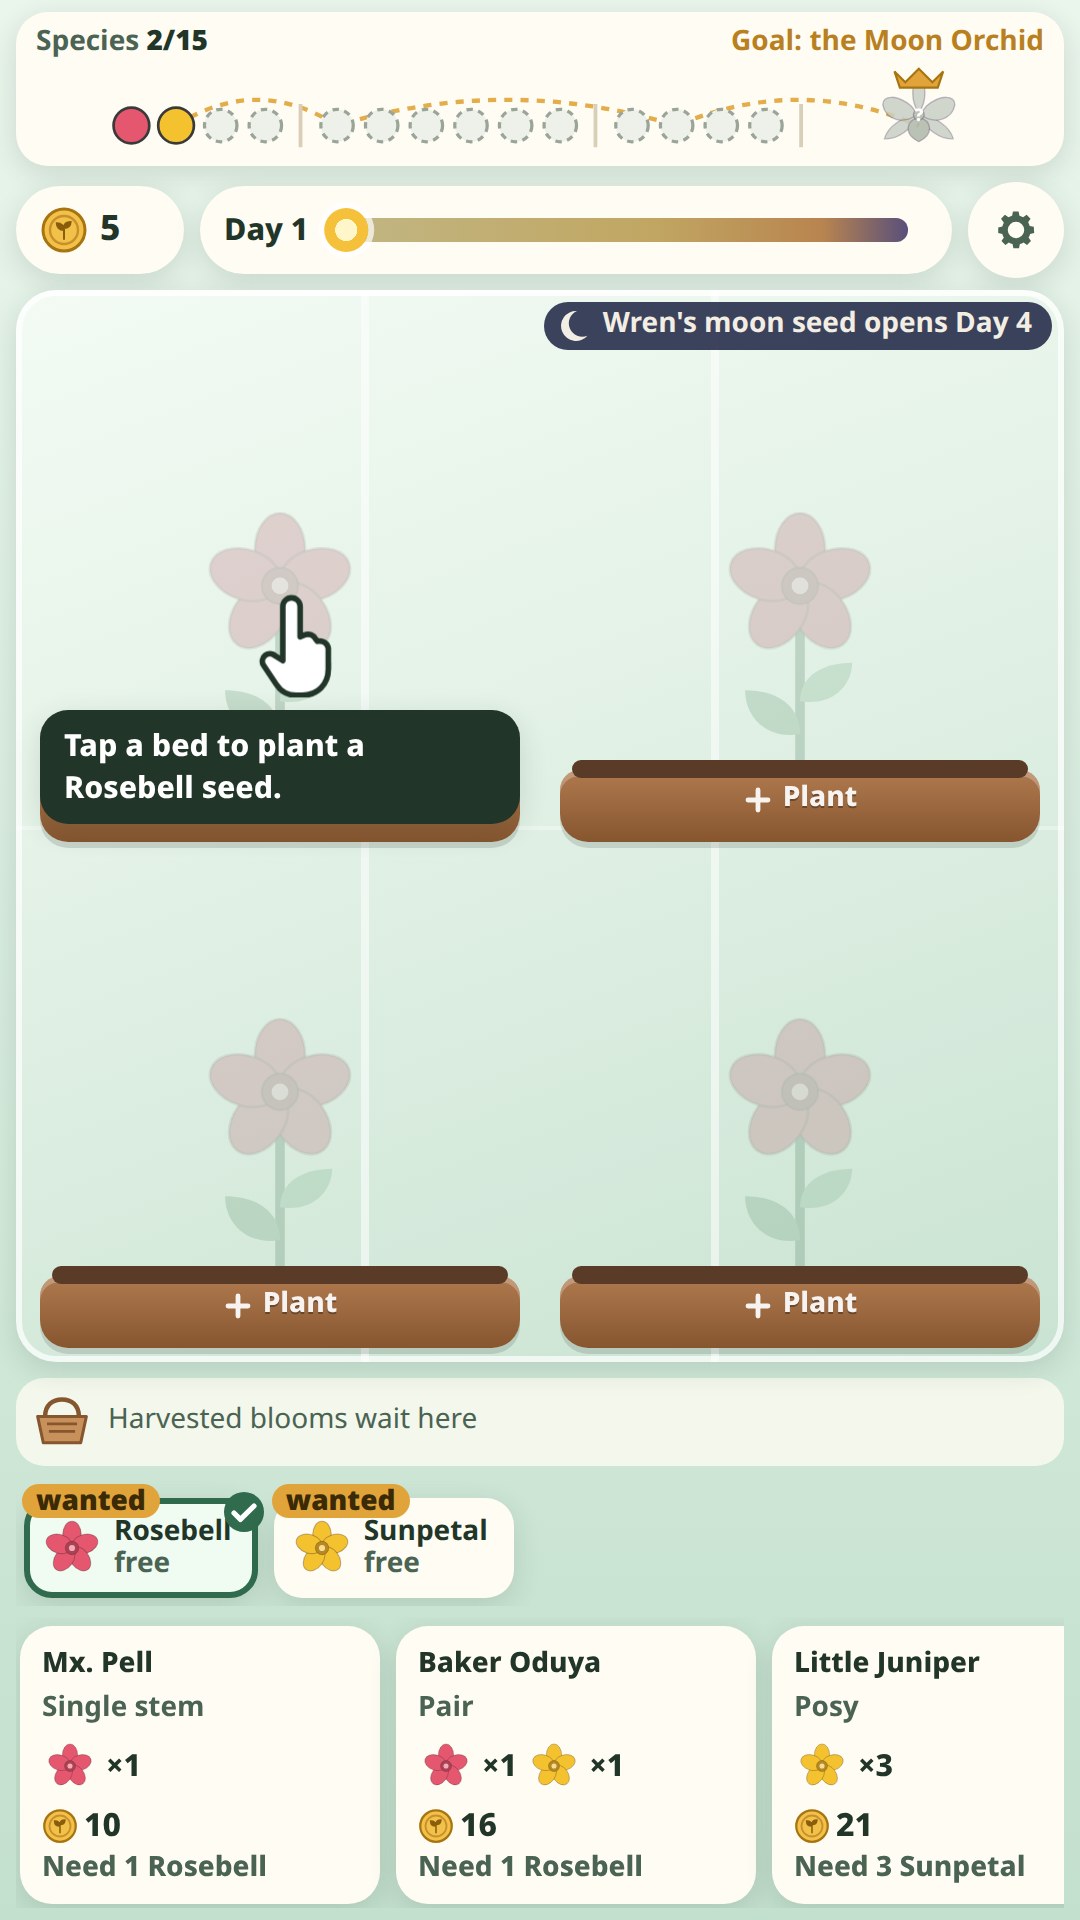 Species 2/15
Goal: the Moon Orchid
5
Day 1
Wren's moon seed opens Day 4
Tap a bed to plant a
Rosebell seed.
+ Plant
+ Plant
+ Plant
Harvested blooms wait here
wanted
Rosebell
free
wanted
Sunpetal
free
Mx. Pell
Single stem
×1
10
Need 1 Rosebell
Baker Oduya
Pair
×1 ×1
16
Need 1 Rosebell
Little Juniper
Posy
×3
21
Need 3 Sunpetal